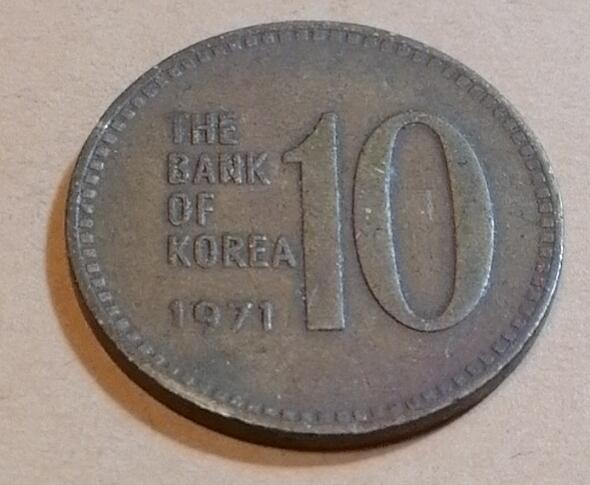 THE
BANK
OF
KOREA
1971
10